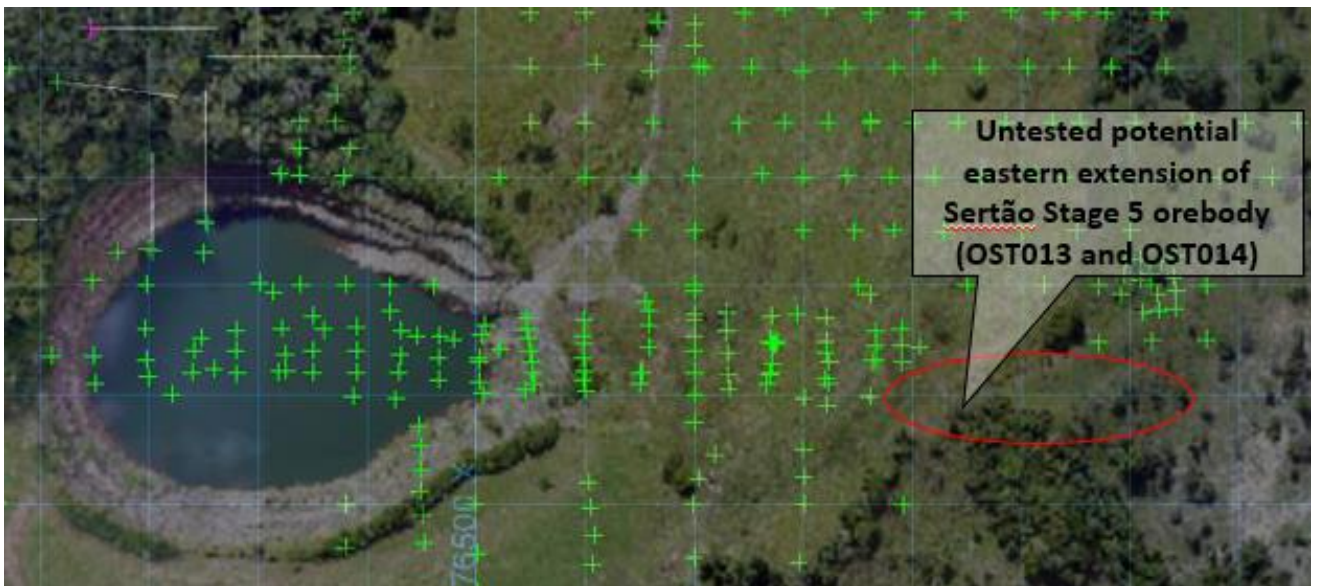 Untested potential
eastern extension of
Sertão Stage 5 orebody
(OST013 and OST014)